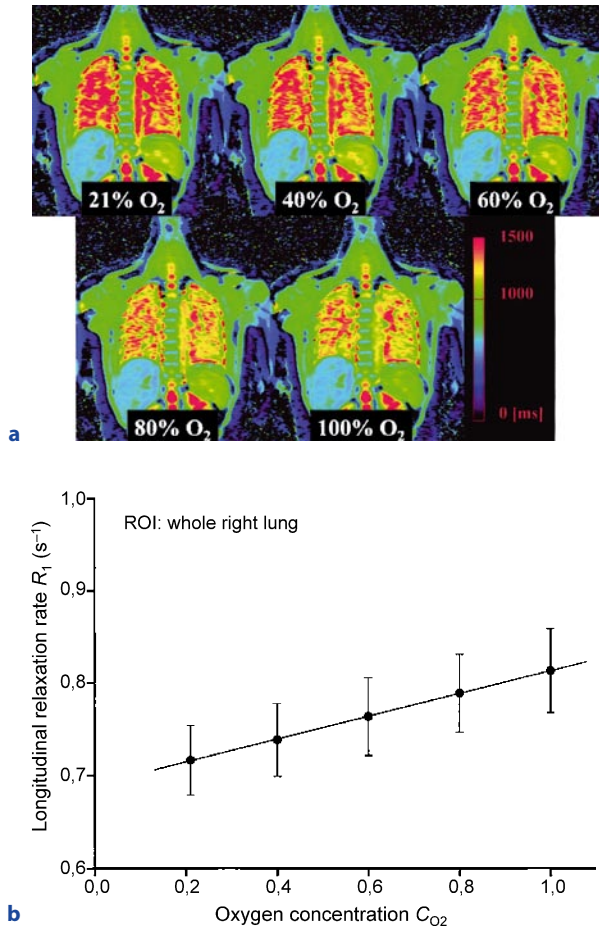 21% O₂
40% O₂
60% O₂
80% O₂
100% O₂
1500
1000
0 [ms]
a
1,0
0,9
0,8
0,7
0,6
Longitudinal relaxation rate R₁ (s⁻¹)
ROI: whole right lung
0,0
0,2
0,4
0,6
0,8
1,0
Oxygen concentration C_O2
b